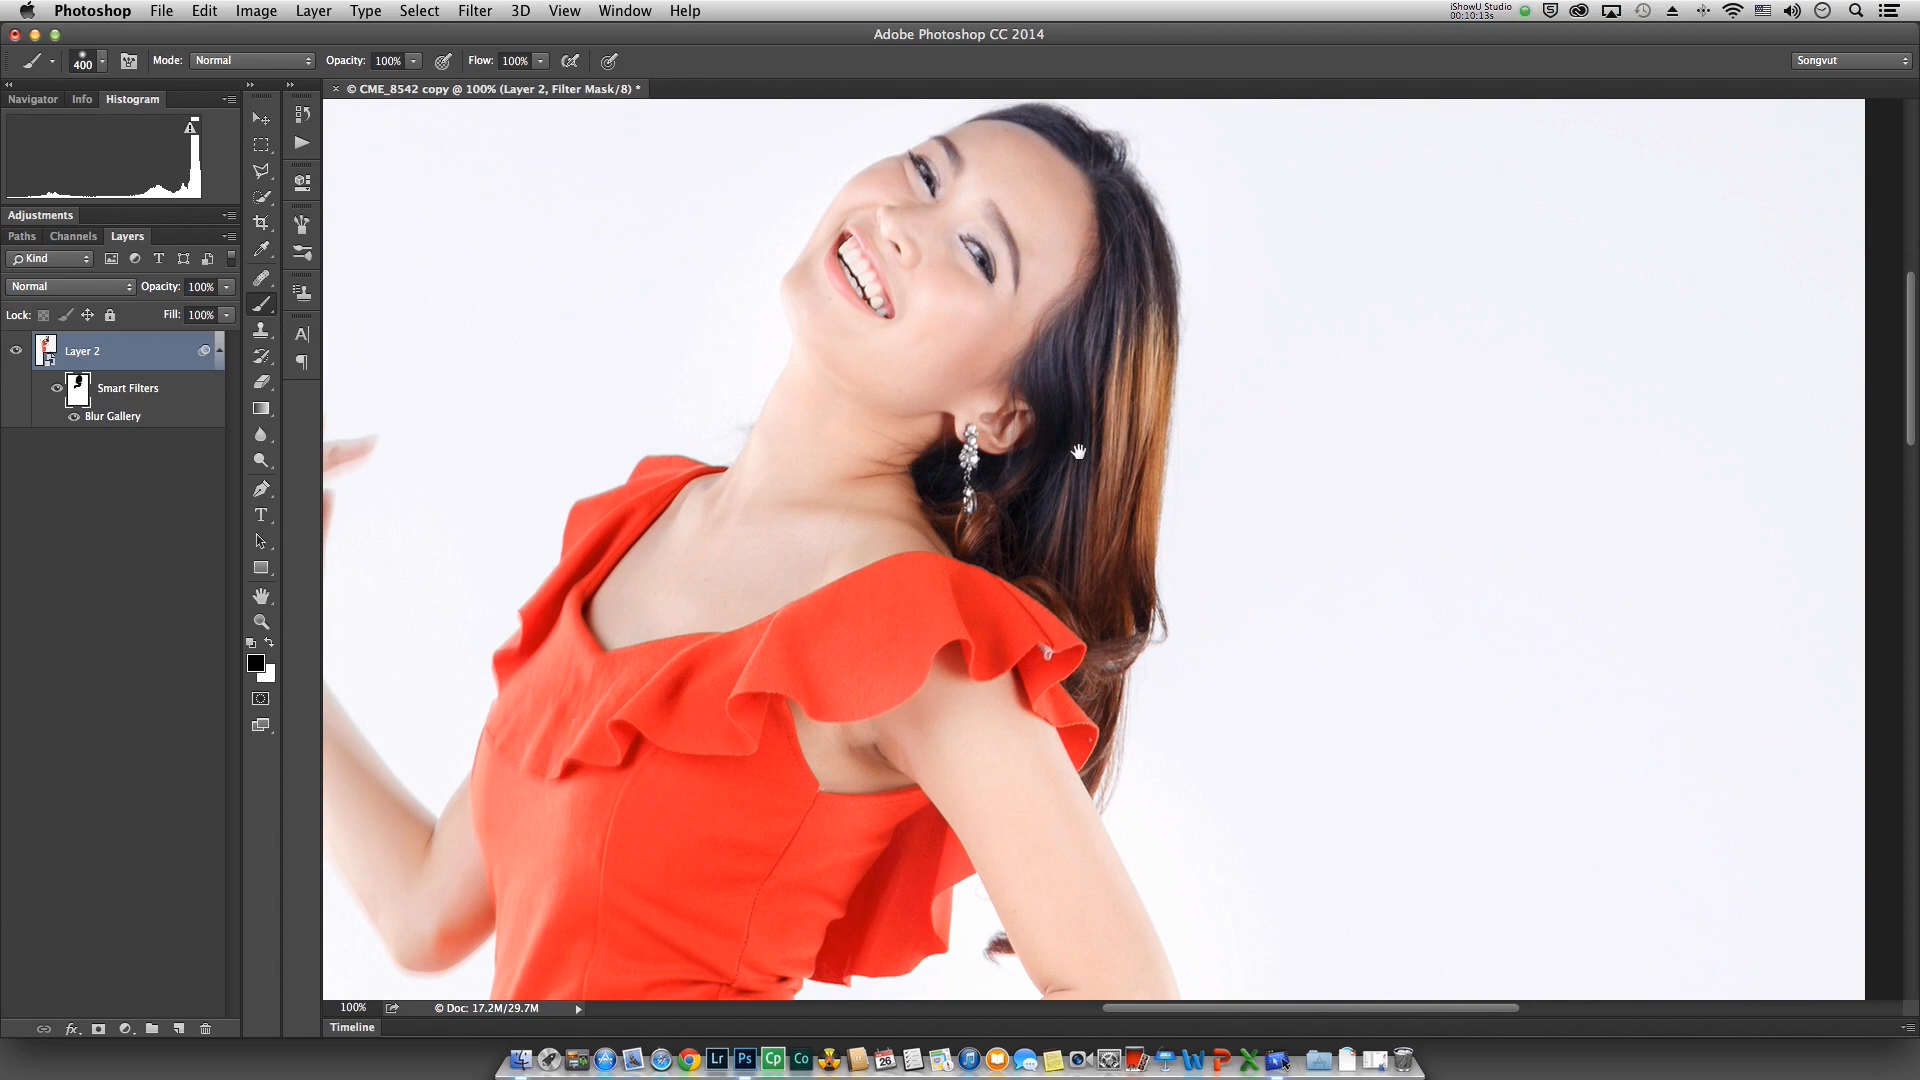 Photoshop File Edit Image Layer Type Select Filter 3D View Window Help
iShowU Studio
00:10:13s
Adobe Photoshop CC 2014
400 Mode: Normal Opacity: 100% Flow: 100% Songvut
× © CME_8542 copy @ 100% (Layer 2, Filter Mask/8) *
Navigator Info Histogram
Adjustments
Paths Channels Layers
Kind T
Normal Opacity: 100%
Lock: Fill: 100%
Layer 2
Smart Filters
Blur Gallery
A
T
fx
100% © Doc: 17.2M/29.7M
Timeline
Lr Ps Cp Co 26 W P X